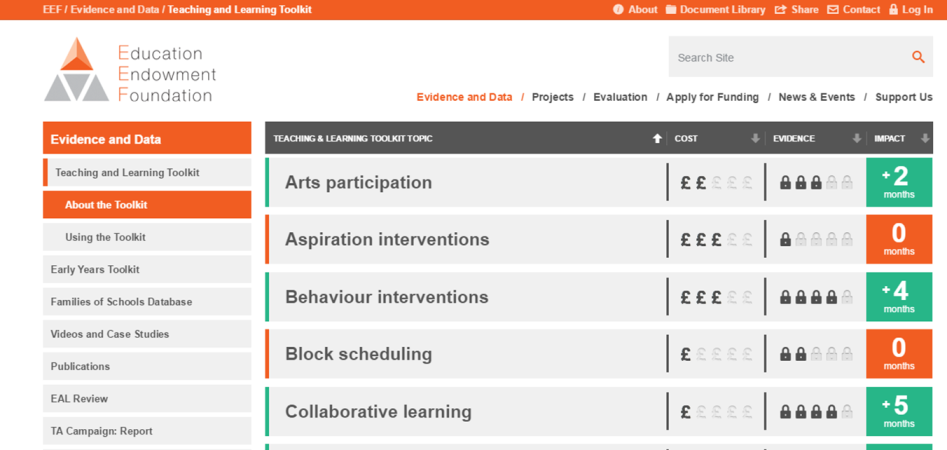 EEF / Evidence and Data / Teaching and Learning Toolkit
About Document Library Share Contact Log In
Education
Endowment
Foundation
Search Site
Evidence and Data / Projects / Evaluation / Apply for Funding / News & Events / Support Us
Evidence and Data
Teaching and Learning Toolkit
About the Toolkit
Using the Toolkit
Early Years Toolkit
Families of Schools Database
Videos and Case Studies
Publications
EAL Review
TA Campaign: Report
TEACHING & LEARNING TOOLKIT TOPIC COST EVIDENCE IMPACT
Arts participation £ £ £ £ £ +2
months
Aspiration interventions £ £ £ £ £ 0
months
Behaviour interventions £ £ £ £ £ +4
months
Block scheduling £ £ £ £ £ 0
months
Collaborative learning £ £ £ £ £ +5
months